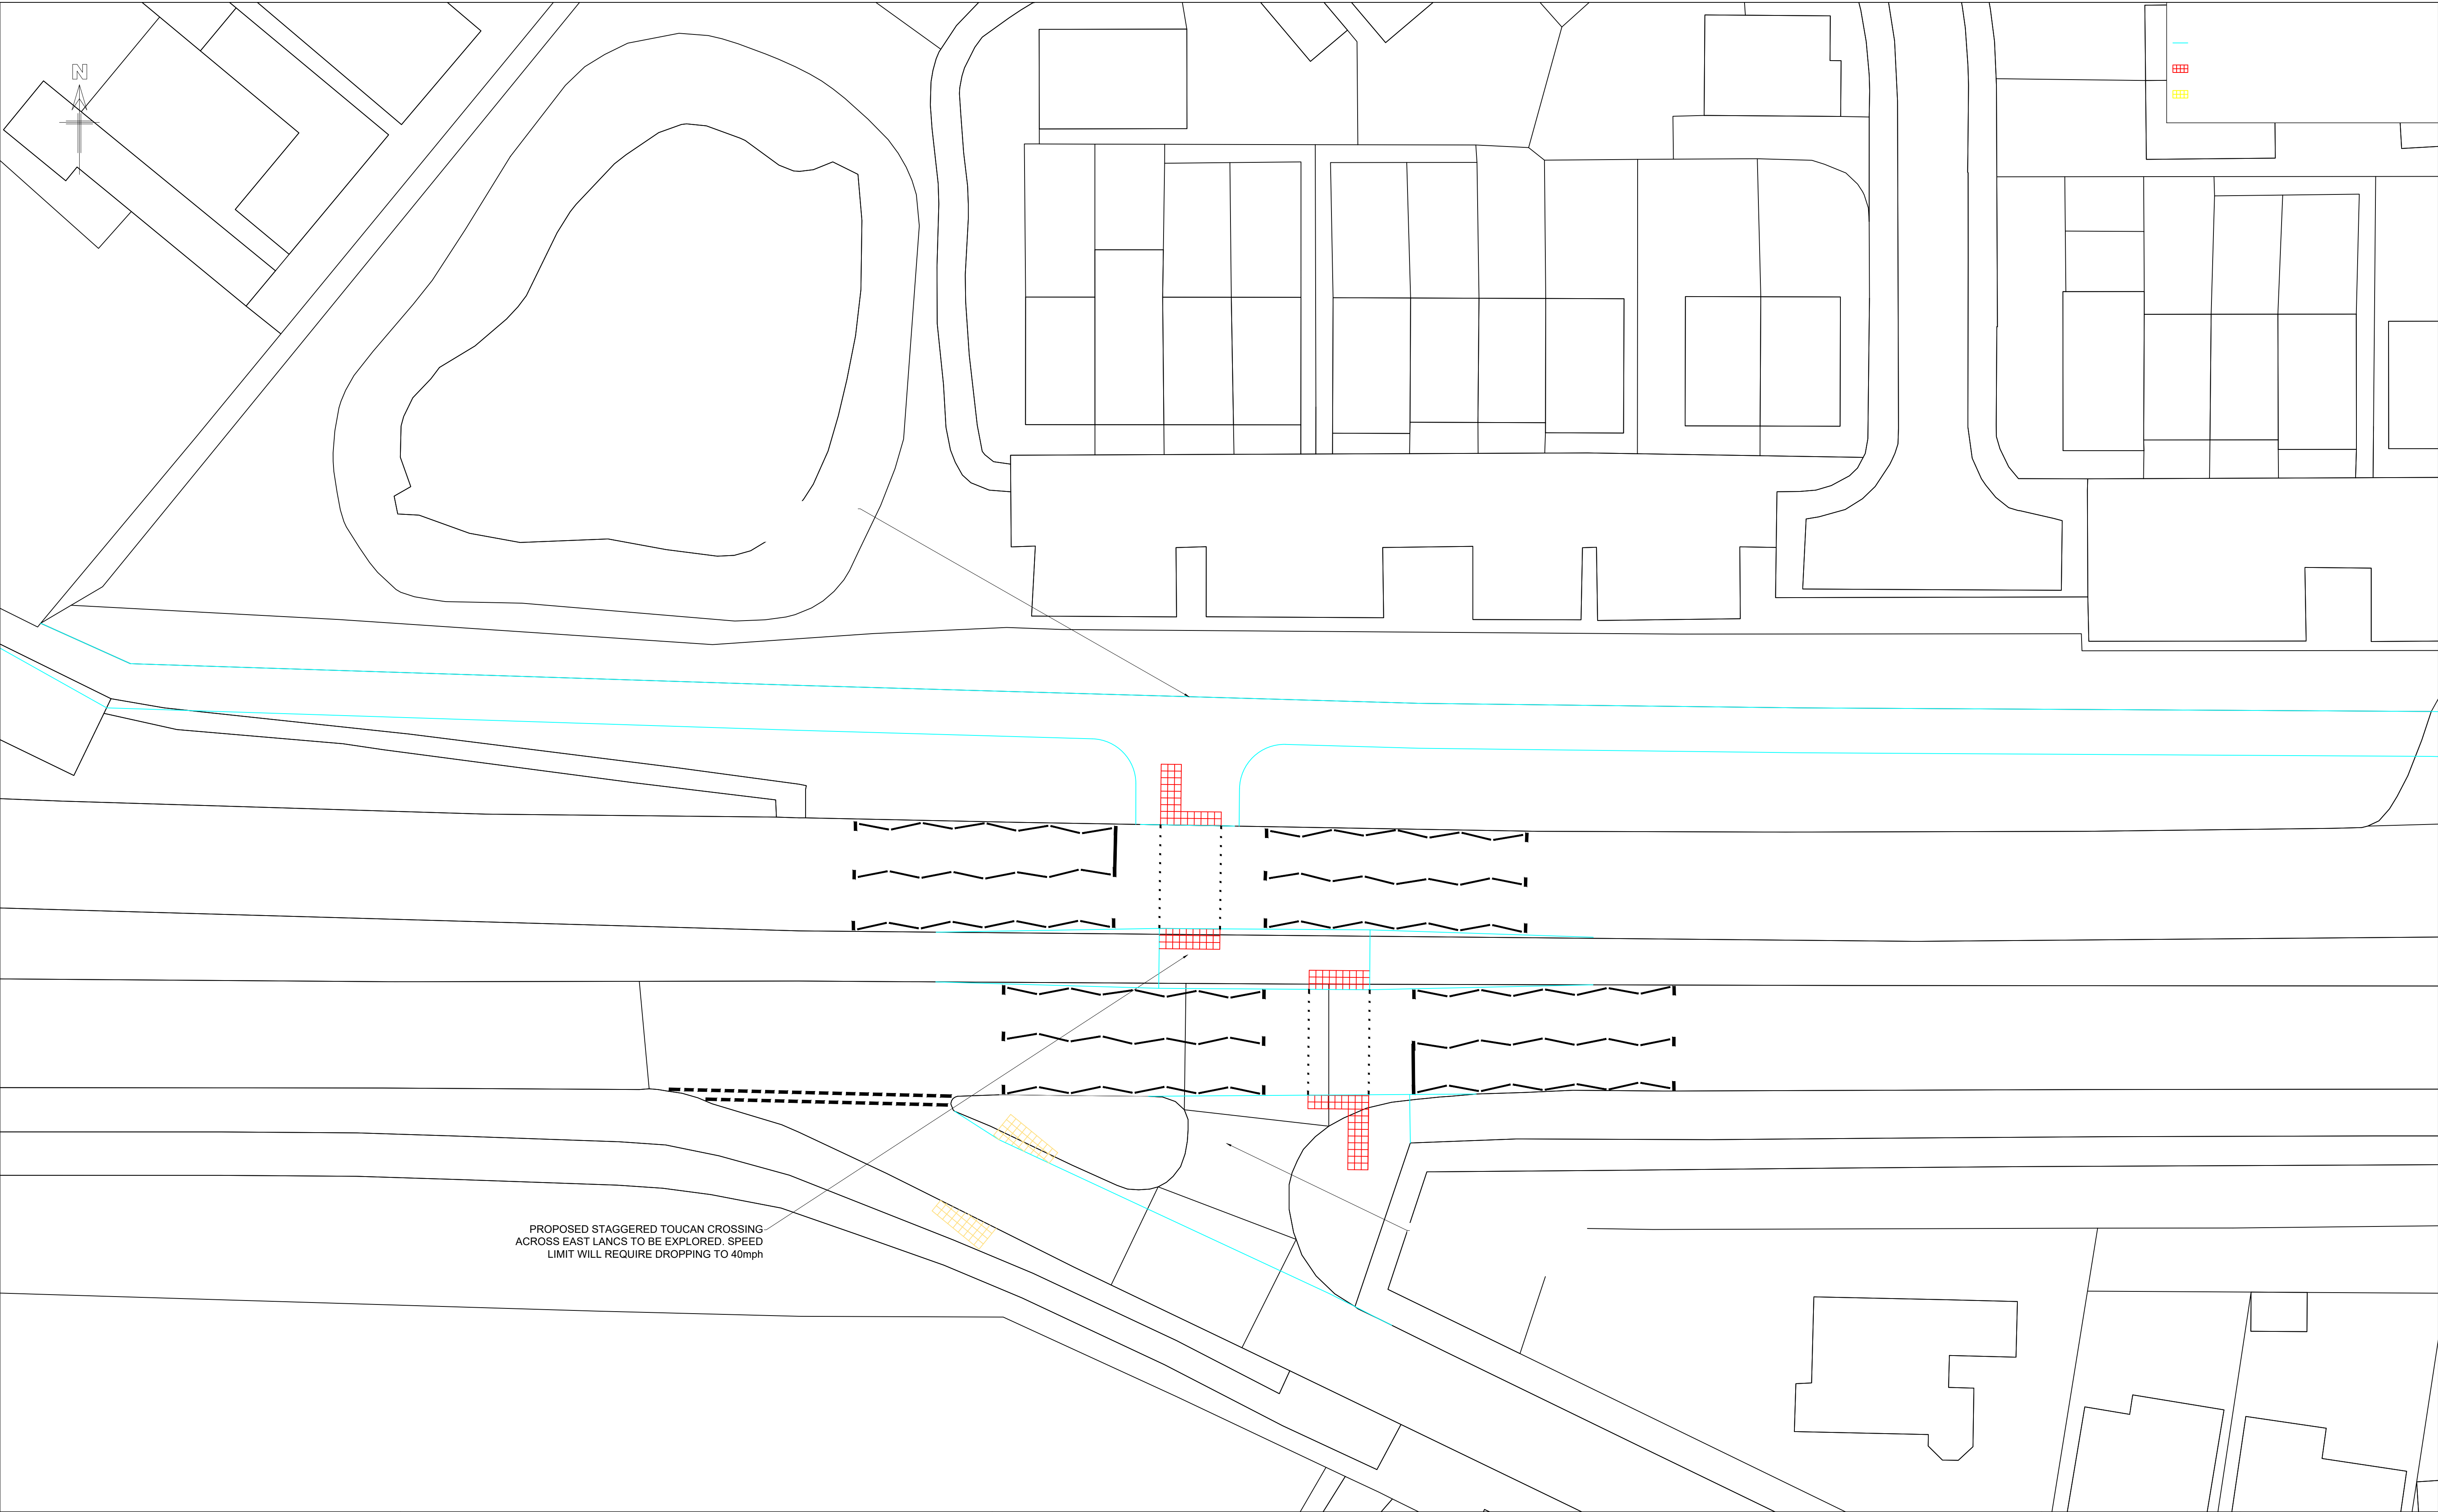 N
PROPOSED STAGGERED TOUCAN CROSSING
ACROSS EAST LANCS TO BE EXPLORED. SPEED
LIMIT WILL REQUIRE DROPPING TO 40mph